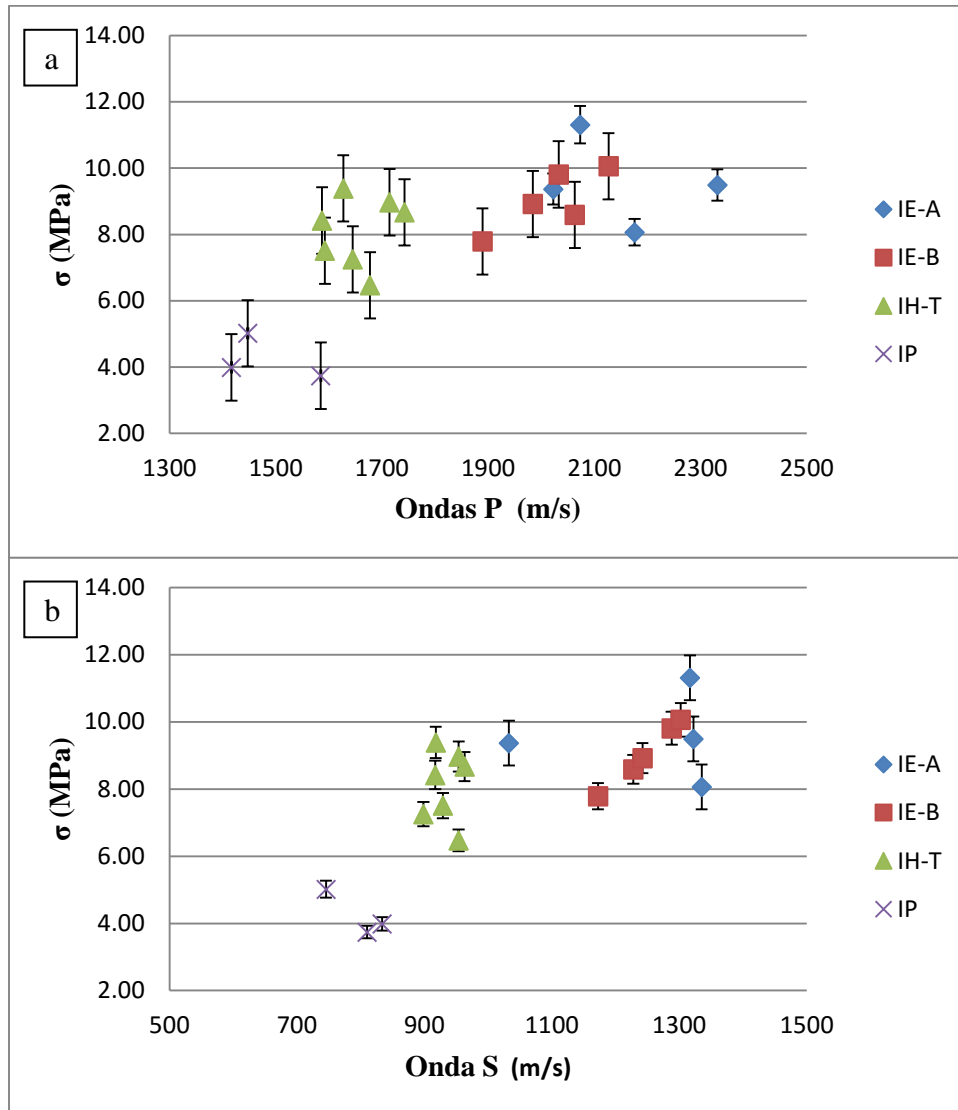 a
14.00
12.00
10.00
8.00
6.00
4.00
2.00
σ (MPa)
1300 1500 1700 1900 2100 2300 2500
Ondas P (m/s)
IE-A
IE-B
IH-T
IP
b
14.00
12.00
10.00
8.00
6.00
4.00
2.00
σ (MPa)
500 700 900 1100 1300 1500
Onda S (m/s)
IE-A
IE-B
IH-T
IP